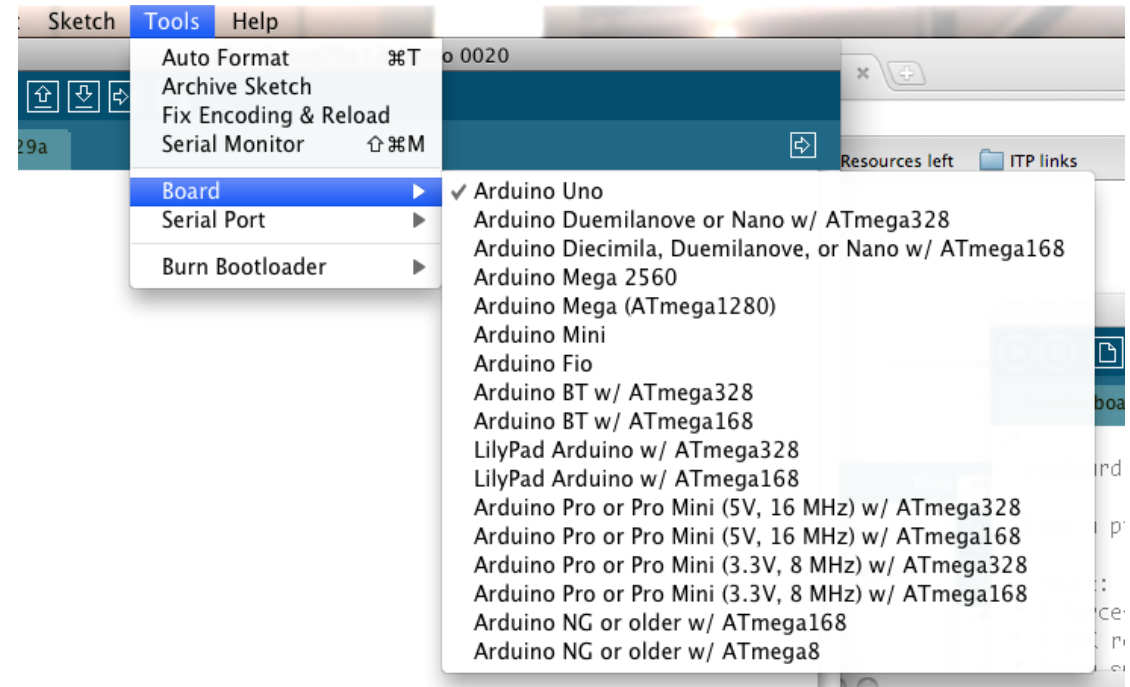 Sketch Tools Help
o 0020
Auto Format ⌘T
Archive Sketch
Fix Encoding & Reload
Serial Monitor ⇧⌘M
29a
Resources left ITP links
Board
Serial Port
Burn Bootloader
✓ Arduino Uno
Arduino Duemilanove or Nano w/ ATmega328
Arduino Diecimila, Duemilanove, or Nano w/ ATmega168
Arduino Mega 2560
Arduino Mega (ATmega1280)
Arduino Mini
Arduino Fio
Arduino BT w/ ATmega328
Arduino BT w/ ATmega168
LilyPad Arduino w/ ATmega328
LilyPad Arduino w/ ATmega168
Arduino Pro or Pro Mini (5V, 16 MHz) w/ ATmega328
Arduino Pro or Pro Mini (5V, 16 MHz) w/ ATmega168
Arduino Pro or Pro Mini (3.3V, 8 MHz) w/ ATmega328
Arduino Pro or Pro Mini (3.3V, 8 MHz) w/ ATmega168
Arduino NG or older w/ ATmega168
Arduino NG or older w/ ATmega8